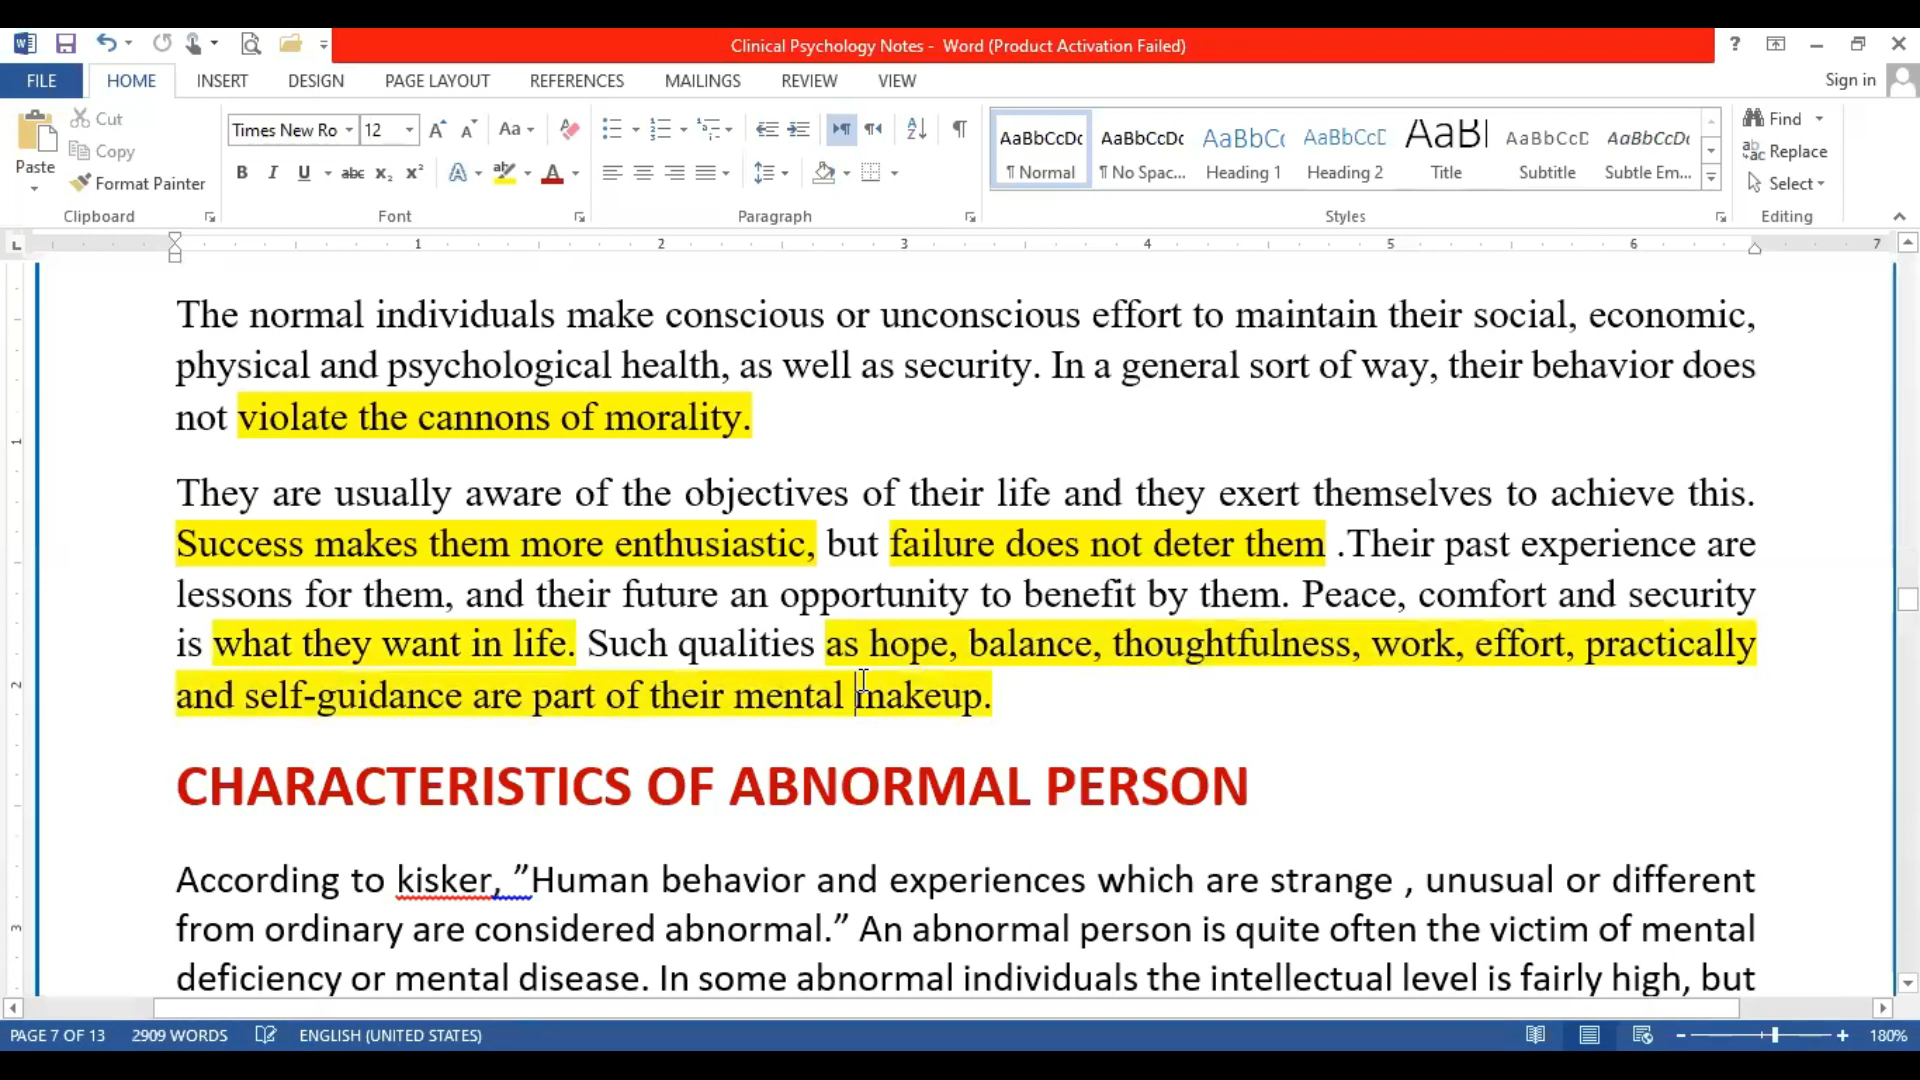 Clinical Psychology Notes - Word (Product Activation Failed)
?
FILE HOME INSERT DESIGN PAGE LAYOUT REFERENCES MAILINGS REVIEW VIEW Sign in
Cut
Copy
Format Painter
Paste
Clipboard
Times New Ro 12
Font
Paragraph
AaBbCcDc AaBbCcDc AaBbCc AaBbCcD AaBl AaBbCcD AaBbCcDc
¶ Normal ¶ No Spac... Heading 1 Heading 2 Title Subtitle Subtle Em...
Styles
Find
Replace
Select
Editing
1 2 3 4 5 6 7
The normal individuals make conscious or unconscious effort to maintain their social, economic,
physical and psychological health, as well as security. In a general sort of way, their behavior does
not violate the cannons of morality.
They are usually aware of the objectives of their life and they exert themselves to achieve this.
Success makes them more enthusiastic, but failure does not deter them .Their past experience are
lessons for them, and their future an opportunity to benefit by them. Peace, comfort and security
is what they want in life. Such qualities as hope, balance, thoughtfulness, work, effort, practically
and self-guidance are part of their mental makeup.
CHARACTERISTICS OF ABNORMAL PERSON
According to kisker, ”Human behavior and experiences which are strange , unusual or different
from ordinary are considered abnormal.” An abnormal person is quite often the victim of mental
deficiency or mental disease. In some abnormal individuals the intellectual level is fairly high, but
PAGE 7 OF 13 2909 WORDS ENGLISH (UNITED STATES) 180%